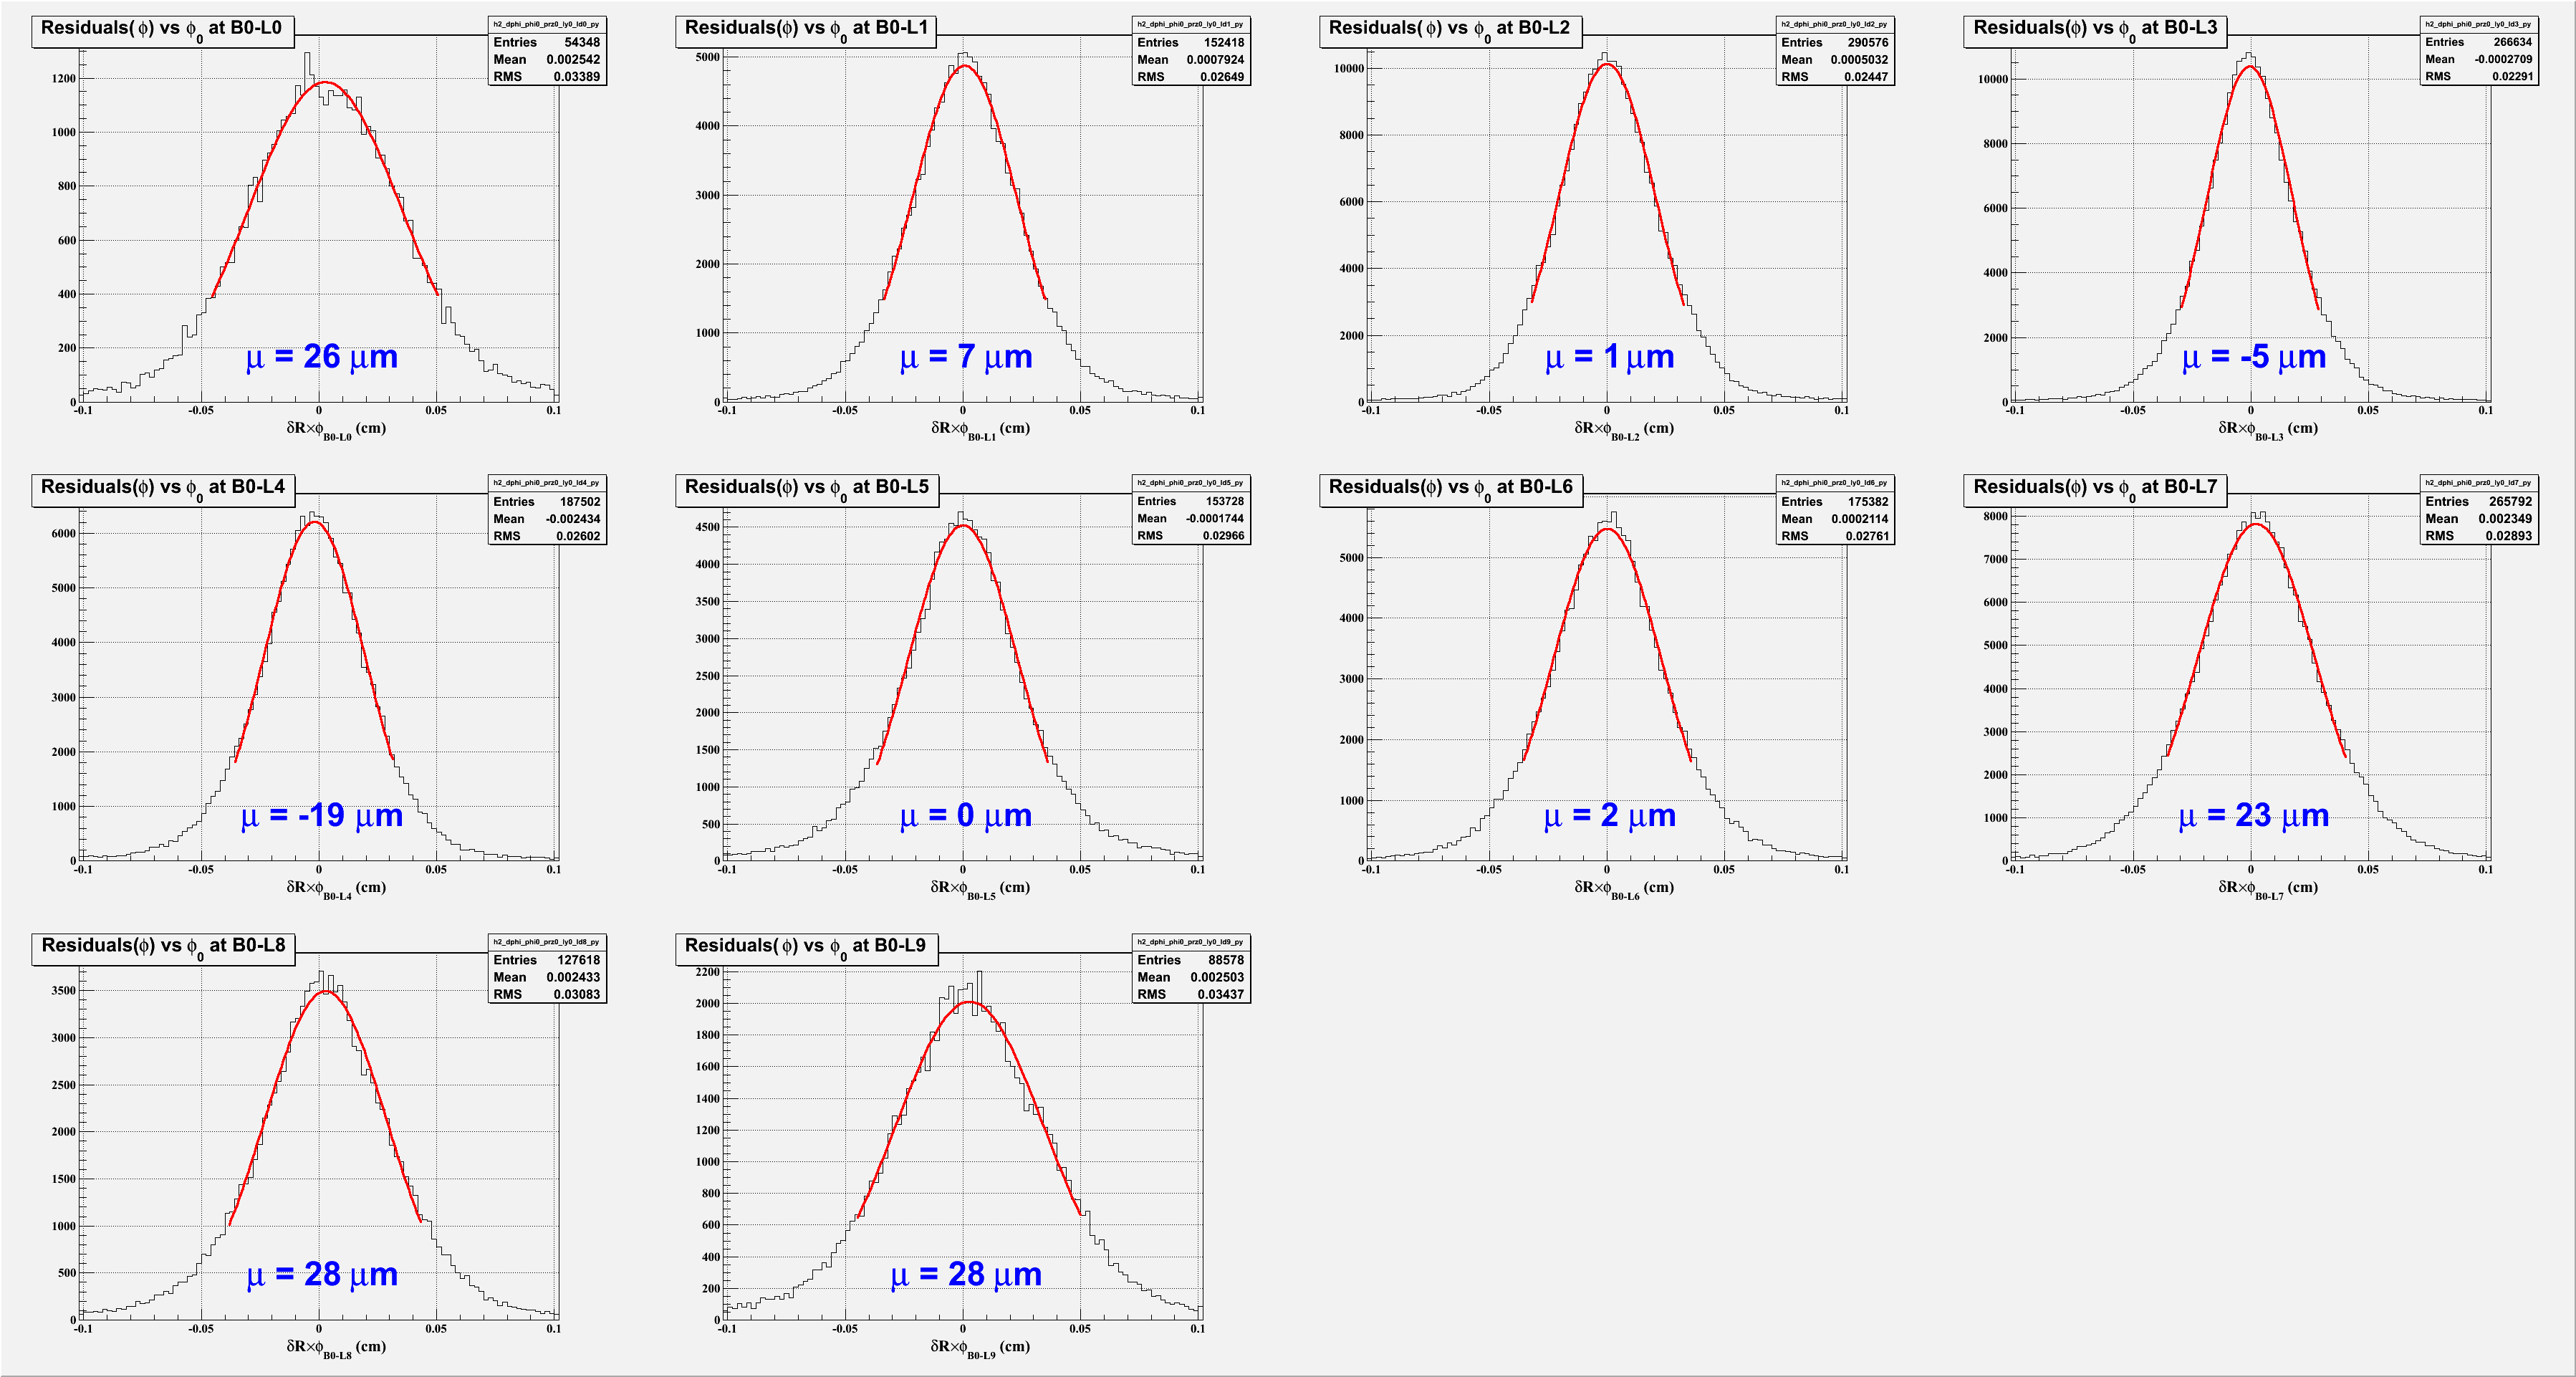 Residuals( ϕ) vs ϕ0 at B0-L0
h2_dphi_phi0_prz0_ly0_ld0_py
Entries 54348
Mean 0.002542
RMS 0.03389
1200
1000
800
600
400
200
0
μ = 26 μm
-0.1 -0.05 0 0.05 0.1
δR×ϕB0-L0 (cm)
Residuals( ϕ) vs ϕ0 at B0-L1
h2_dphi_phi0_prz0_ly0_ld1_py
Entries 152418
Mean 0.0007924
RMS 0.02649
5000
4000
3000
2000
1000
0
μ = 7 μm
-0.1 -0.05 0 0.05 0.1
δR×ϕB0-L1 (cm)
Residuals( ϕ) vs ϕ0 at B0-L2
h2_dphi_phi0_prz0_ly0_ld2_py
Entries 290576
Mean 0.0005032
RMS 0.02447
10000
8000
6000
4000
2000
0
μ = 1 μm
-0.1 -0.05 0 0.05 0.1
δR×ϕB0-L2 (cm)
Residuals( ϕ) vs ϕ0 at B0-L3
h2_dphi_phi0_prz0_ly0_ld3_py
Entries 266634
Mean -0.0002709
RMS 0.02291
10000
8000
6000
4000
2000
0
μ = -5 μm
-0.1 -0.05 0 0.05 0.1
δR×ϕB0-L3 (cm)
Residuals(ϕ) vs ϕ0 at B0-L4
h2_dphi_phi0_prz0_ly0_ld4_py
Entries 187502
Mean -0.002434
RMS 0.02602
6000
5000
4000
3000
2000
1000
0
μ = -19 μm
-0.1 -0.05 0 0.05 0.1
δR×ϕB0-L4 (cm)
Residuals(ϕ) vs ϕ0 at B0-L5
h2_dphi_phi0_prz0_ly0_ld5_py
Entries 153728
Mean -0.0001744
RMS 0.02966
4500
4000
3500
3000
2500
2000
1500
1000
500
0
μ = 0 μm
-0.1 -0.05 0 0.05 0.1
δR×ϕB0-L5 (cm)
Residuals(ϕ) vs ϕ0 at B0-L6
h2_dphi_phi0_prz0_ly0_ld6_py
Entries 175382
Mean 0.0002114
RMS 0.02761
5000
4000
3000
2000
1000
0
μ = 2 μm
-0.1 -0.05 0 0.05 0.1
δR×ϕB0-L6 (cm)
Residuals(ϕ) vs ϕ0 at B0-L7
h2_dphi_phi0_prz0_ly0_ld7_py
Entries 265792
Mean 0.002349
RMS 0.02893
8000
7000
6000
5000
4000
3000
2000
1000
0
μ = 23 μm
-0.1 -0.05 0 0.05 0.1
δR×ϕB0-L7 (cm)
Residuals(ϕ) vs ϕ0 at B0-L8
h2_dphi_phi0_prz0_ly0_ld8_py
Entries 127618
Mean 0.002433
RMS 0.03083
3500
3000
2500
2000
1500
1000
500
0
μ = 28 μm
-0.1 -0.05 0 0.05 0.1
δR×ϕB0-L8 (cm)
Residuals( ϕ) vs ϕ0 at B0-L9
h2_dphi_phi0_prz0_ly0_ld9_py
Entries 88578
Mean 0.002503
RMS 0.03437
2200
2000
1800
1600
1400
1200
1000
800
600
400
200
0
μ = 28 μm
-0.1 -0.05 0 0.05 0.1
δR×ϕB0-L9 (cm)